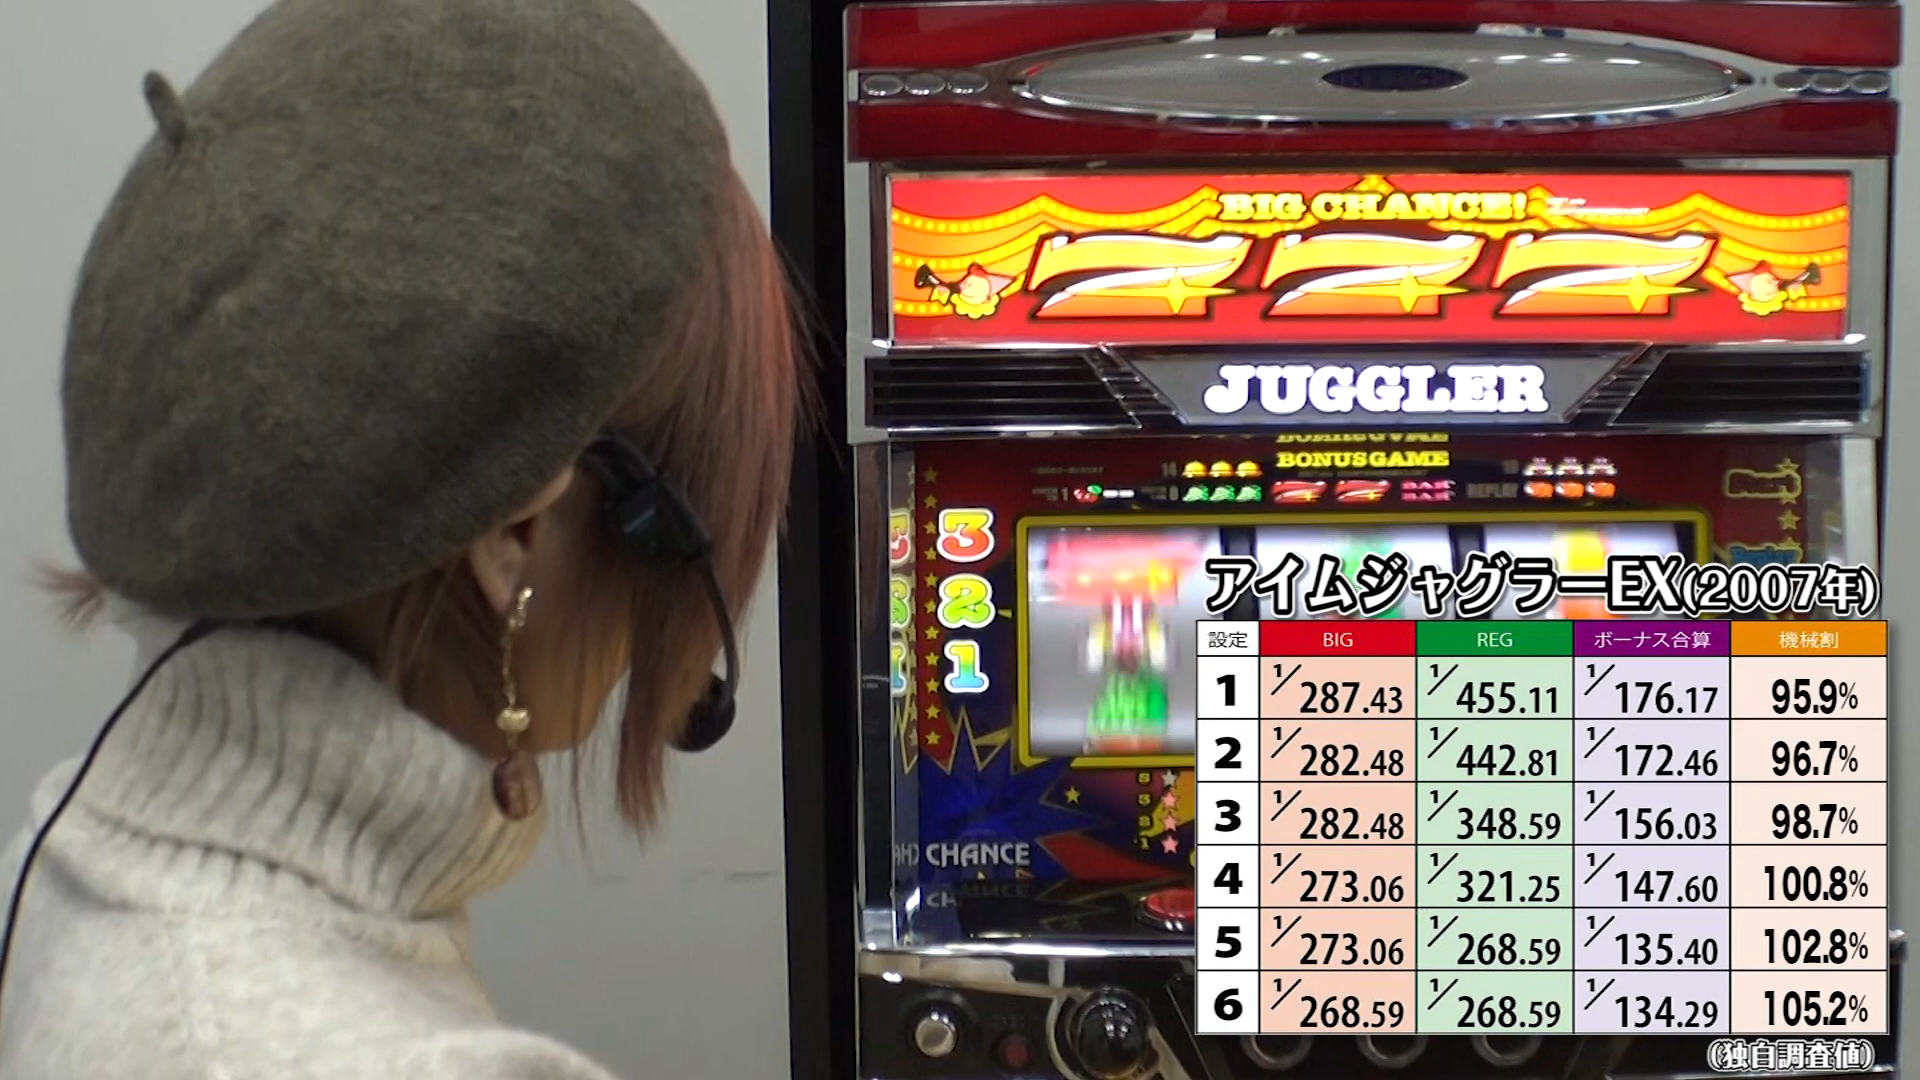 BIG CHANCE!
777
JUGGLER
BONUS GAME
14
REPLAY
3
2
1
CHANCE
アイムジャグラーEX(2007年)
設定 BIG REG ボーナス合算 機械割
1 1/287.43 1/455.11 1/176.17 95.9%
2 1/282.48 1/442.81 1/172.46 96.7%
3 1/282.48 1/348.59 1/156.03 98.7%
4 1/273.06 1/321.25 1/147.60 100.8%
5 1/273.06 1/268.59 1/135.40 102.8%
6 1/268.59 1/268.59 1/134.29 105.2%
(独自調査値)